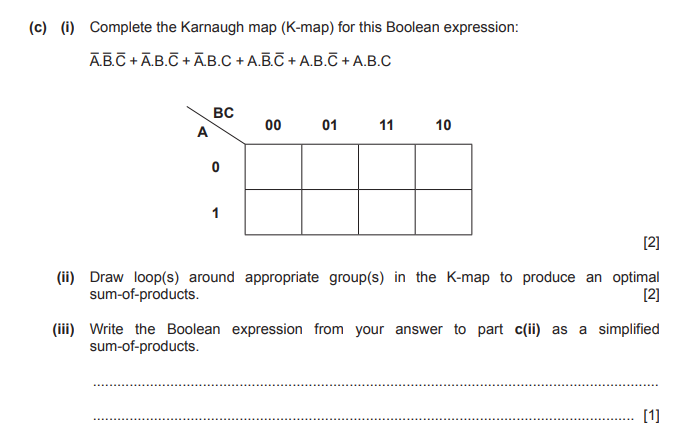 (c) (i) Complete the Karnaugh map (K-map) for this Boolean expression:
A̅.B̅.C̅ + A̅.B.C̅ + A̅.B.C + A.B̅.C̅ + A.B.C̅ + A.B.C
BC
A
00 01 11 10
0
1
[2]
(ii) Draw loop(s) around appropriate group(s) in the K-map to produce an optimal
sum-of-products. [2]
(iii) Write the Boolean expression from your answer to part c(ii) as a simplified
sum-of-products.
....................................................................................................................................
.............................................................................................................................. [1]